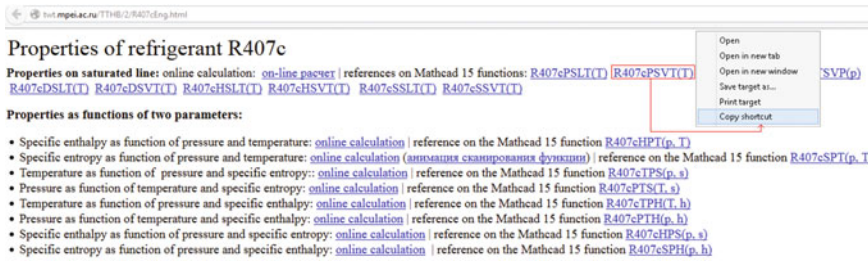 twt.mpei.ac.ru/TTHB/2/R407cEng.html
Properties of refrigerant R407c
Open
Open in new tab
Open in new window
Save target as...
Print target
Copy shortcut
Properties on saturated line: online calculation: on-line расчет | references on Mathcad 15 functions: R407cPSLT(T) R407cPSVT(T) TSVP(p)
R407cDSLT(T) R407cDSVT(T) R407cHSLT(T) R407cHSVT(T) R407cSSLT(T) R407cSSVT(T)
Properties as functions of two parameters:
• Specific enthalpy as function of pressure and temperature: online calculation | reference on the Mathcad 15 function R407cHPT(p, T)
• Specific entropy as function of pressure and temperature: online calculation (анимация сканирования функции) | reference on the Mathcad 15 function R407cSPT(p, T
• Temperature as function of pressure and specific entropy:: online calculation | reference on the Mathcad 15 function R407cTPS(p, s)
• Pressure as function of temperature and specific entropy: online calculation | reference on the Mathcad 15 function R407cPTS(T, s)
• Temperature as function of pressure and specific enthalpy: online calculation | reference on the Mathcad 15 function R407cTPH(T, h)
• Pressure as function of temperature and specific enthalpy: online calculation | reference on the Mathcad 15 function R407cPTH(p, h)
• Specific enthalpy as function of pressure and specific entropy: online calculation | reference on the Mathcad 15 function R407cHPS(p, s)
• Specific entropy as function of pressure and specific enthalpy: online calculation | reference on the Mathcad 15 function R407cSPH(p, h)